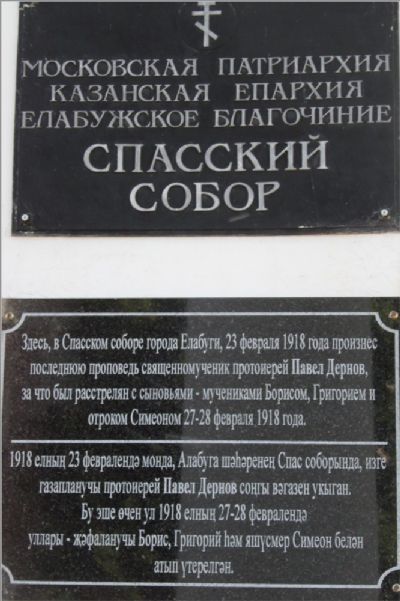 МОСКОВСКАЯ ПАТРИАРХИЯ
КАЗАНСКАЯ ЕПАРХИЯ
ЕЛАБУЖСКОЕ БЛАГОЧИНИЕ
СПАССКИЙ
СОБОР
Здесь, в Спасском соборе города Елабуги, 23 февраля 1918 года произнес
последнюю проповедь священномученик протоиерей Павел Дернов,
за что был расстрелян с сыновьями - мучениками Борисом, Григорием и
отроком Симеоном 27-28 февраля 1918 года.
1918 елның 23 февралендә монда, Алабуга шәһәренең Спас соборында, изге
газапланучы протоиерей Павел Дернов соңгы вәгазен укыган.
Бу эше өчен ул 1918 елның 27-28 февралендә
уллары - җәфаланучы Борис, Григорий һәм яшүсмер Симеон белән
атып үтерелгән.